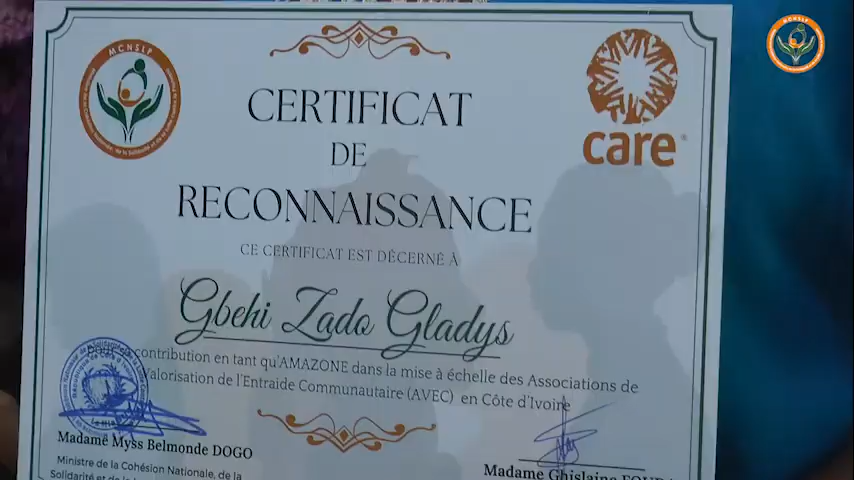 MCNSLP
MCNSLP
care
CERTIFICAT
DE
RECONNAISSANCE
CE CERTIFICAT EST DÉCERNÉ À
Gbehi Zado Gladys
contribution en tant qu'AMAZONE dans la mise à échelle des Associations de
Valorisation de l'Entraide Communautaire (AVEC) en Côte d'Ivoire
Madame Myss Belmonde DOGO
Ministre de la Cohésion Nationale, de la
Madame Ghislaine